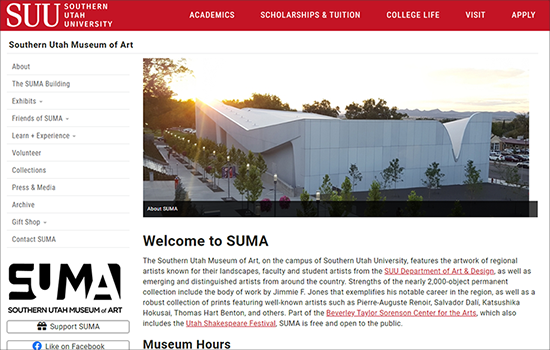 SUU SOUTHERN UTAH UNIVERSITY
ACADEMICS SCHOLARSHIPS & TUITION COLLEGE LIFE VISIT APPLY
Southern Utah Museum of Art
About
The SUMA Building
Exhibits
Friends of SUMA
Learn + Experience
Volunteer
Collections
Press & Media
Archive
Gift Shop
Contact SUMA
SUMA
SOUTHERN UTAH MUSEUM of ART
Support SUMA
Like on Facebook
About SUMA
Welcome to SUMA
The Southern Utah Museum of Art, on the campus of Southern Utah University, features the artwork of regional
artists known for their landscapes, faculty and student artists from the SUU Department of Art & Design, as well as
emerging and distinguished artists from around the country. Strengths of the nearly 2,000-object permanent
collection include the body of work by Jimmie F. Jones that exemplifies his notable career in the region, as well as a
robust collection of prints featuring well-known artists such as Pierre-Auguste Renoir, Salvador Dalí, Katsushika
Hokusai, Thomas Hart Benton, and others. Part of the Beverley Taylor Sorenson Center for the Arts, which also
includes the Utah Shakespeare Festival, SUMA is free and open to the public.
Museum Hours